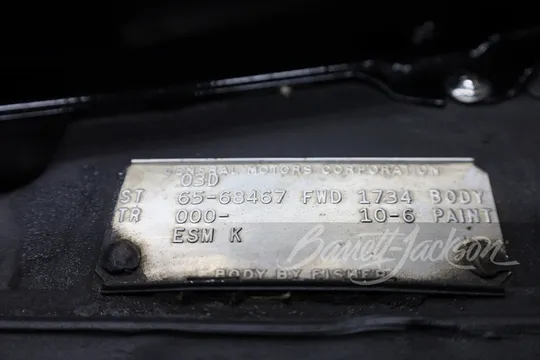 GENERAL MOTORS CORPORATION
03D
ST 65-68467 FWD 1734 BODY
TR 000- 10-6 PAINT
ESM K
BODY BY FISHER
Barrett-Jackson